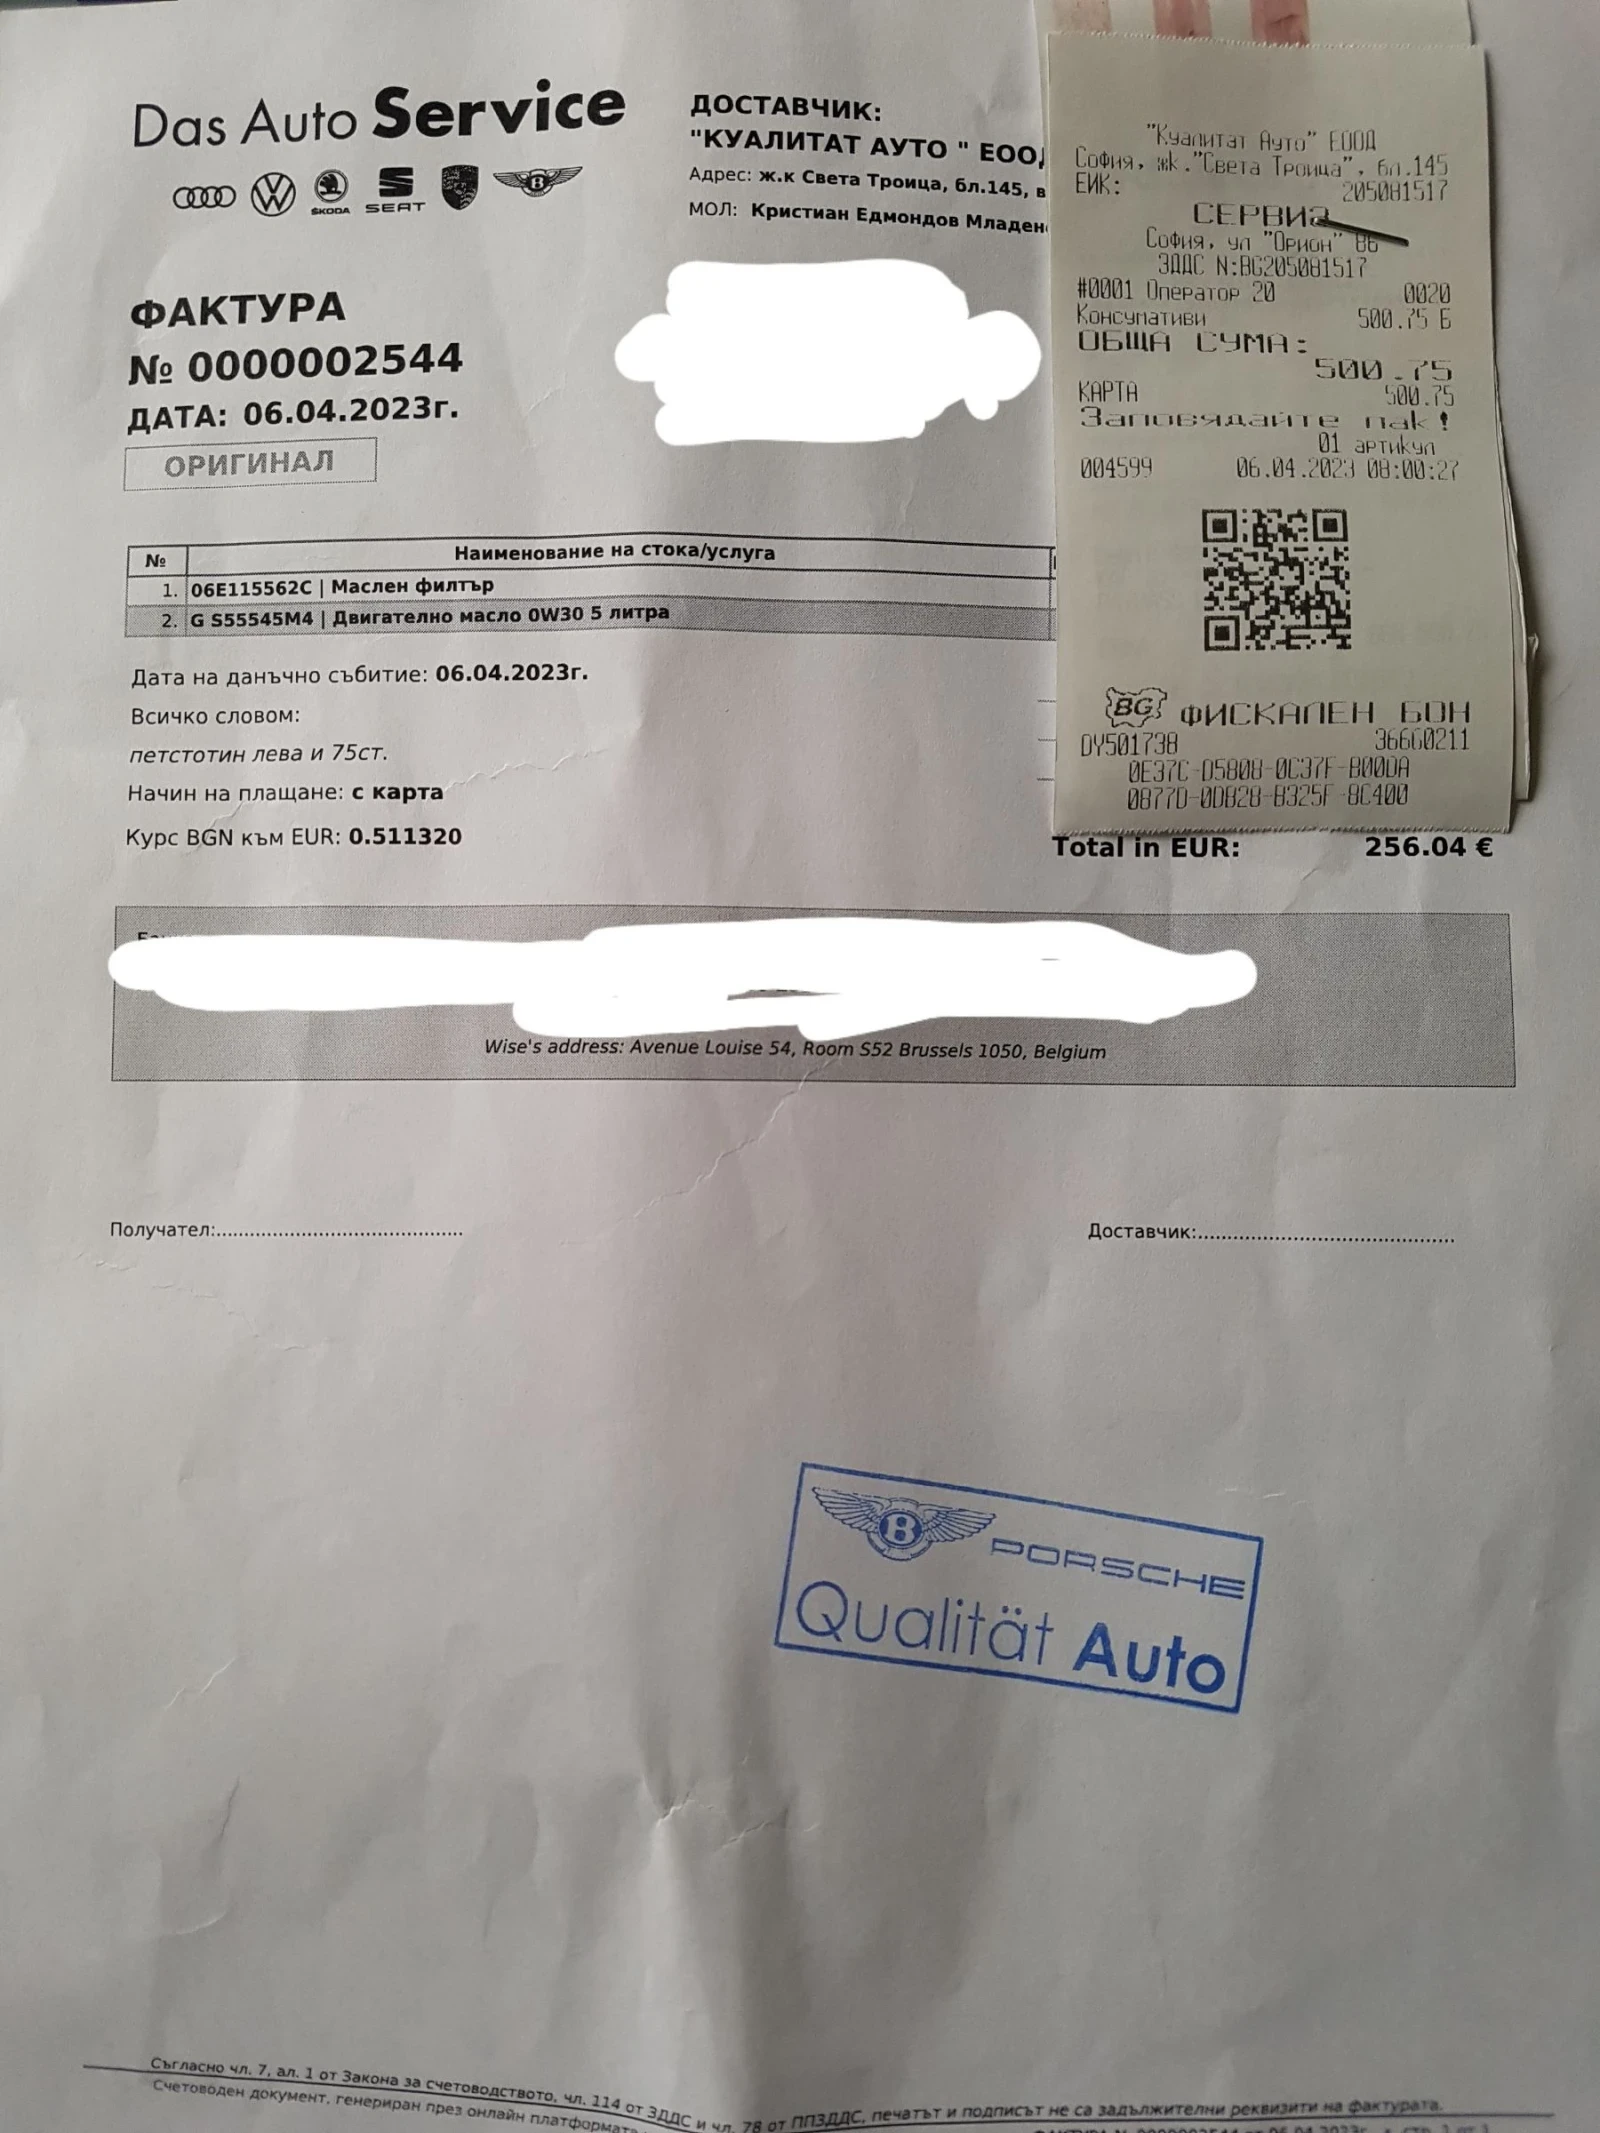 Das Auto Service
ŠKODA
SEAT
ДОСТАВЧИК:
"КУАЛИТАТ АУТО " ЕООД
Адрес: ж.к Света Троица, бл.145, в
МОЛ: Кристиан Едмондов Младен
ФАКТУРА
№ 0000002544
ДАТА: 06.04.2023г.
ОРИГИНАЛ
№ Наименование на стока/услуга
1. 06E115562C | Маслен филтър
2. G S55545M4 | Двигателно масло 0W30 5 литра
Дата на данъчно събитие: 06.04.2023г.
Всичко словом:
петстотин лева и 75ст.
Начин на плащане: с карта
Курс BGN към EUR: 0.511320
"Куалитат Ауто" ЕООД
София, жк."Света Троица", бл.145
ЕИК: 205081517
СЕРВИЗ
София, ул "Орион" 8Б
ЗДДС N:BG205081517
#0001 Оператор 20 0020
Консумативи 500.75 Б
ОБЩА СУМА:
500.75
КАРТА 500.75
Заповядайте пак!
01 артикул
004599 06.04.2023 08:00:27
BG ФИСКАЛЕН БОН
DY501738 36660211
0E37C-D5808-0C37F-B00DA
0877D-0DB28-B325F-8C400
Total in EUR: 256.04 €
Wise's address: Avenue Louise 54, Room S52 Brussels 1050, Belgium
Получател:
Доставчик:
B PORSCHE
Qualität Auto
Съгласно чл. 7, ал. 1 от Закона за счетоводството, чл. 114 от ЗДДС и чл. 78 от ППЗДДС, печатът и подписът не са задължителни реквизити на фактурата.
Счетоводен документ, генериран през онлайн платформата